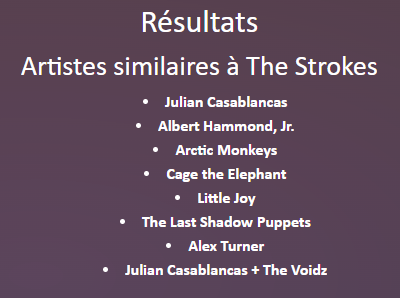 Résultats
Artistes similaires à The Strokes
• Julian Casablancas
• Albert Hammond, Jr.
• Arctic Monkeys
• Cage the Elephant
• Little Joy
• The Last Shadow Puppets
• Alex Turner
• Julian Casablancas + The Voidz